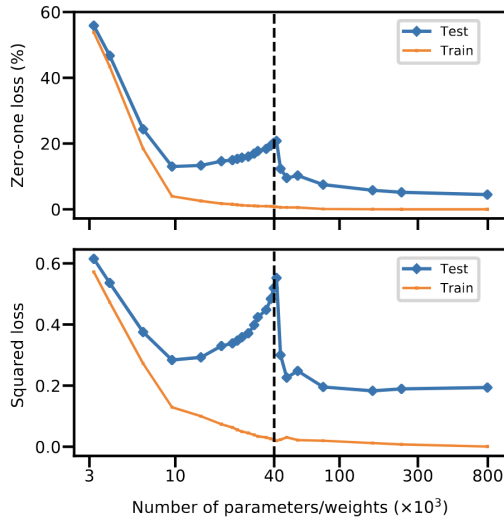 60
40
20
0
Zero-one loss (%)
Test
Train
0.6
0.4
0.2
0.0
Squared loss
Test
Train
3 10 40 100 300 800
Number of parameters/weights (×10³)